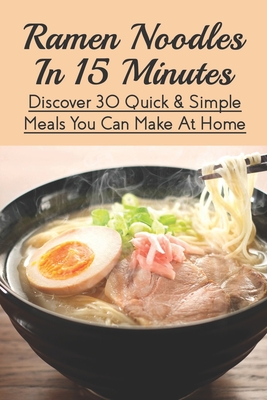 Ramen Noodles
In 15 Minutes
Discover 30 Quick & Simple
Meals You Can Make At Home